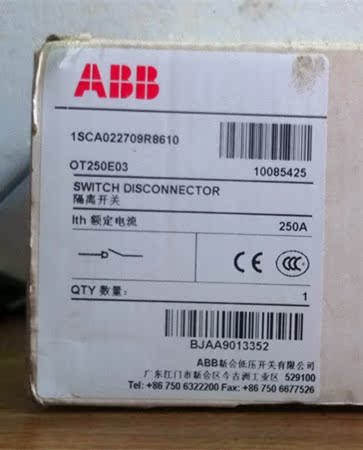 ABB
1SCA022709R8610
OT250E03 10085425
SWITCH DISCONNECTOR
隔离开关
Ith 额定电流 250A
CE CCC
QTY 数量: 1
BJAA9013352
ABB新会低压开关有限公司
广东江门市新会区今古洲工业区 529100
Tel: +86 750 6322200 Fax:+86 750 6677526